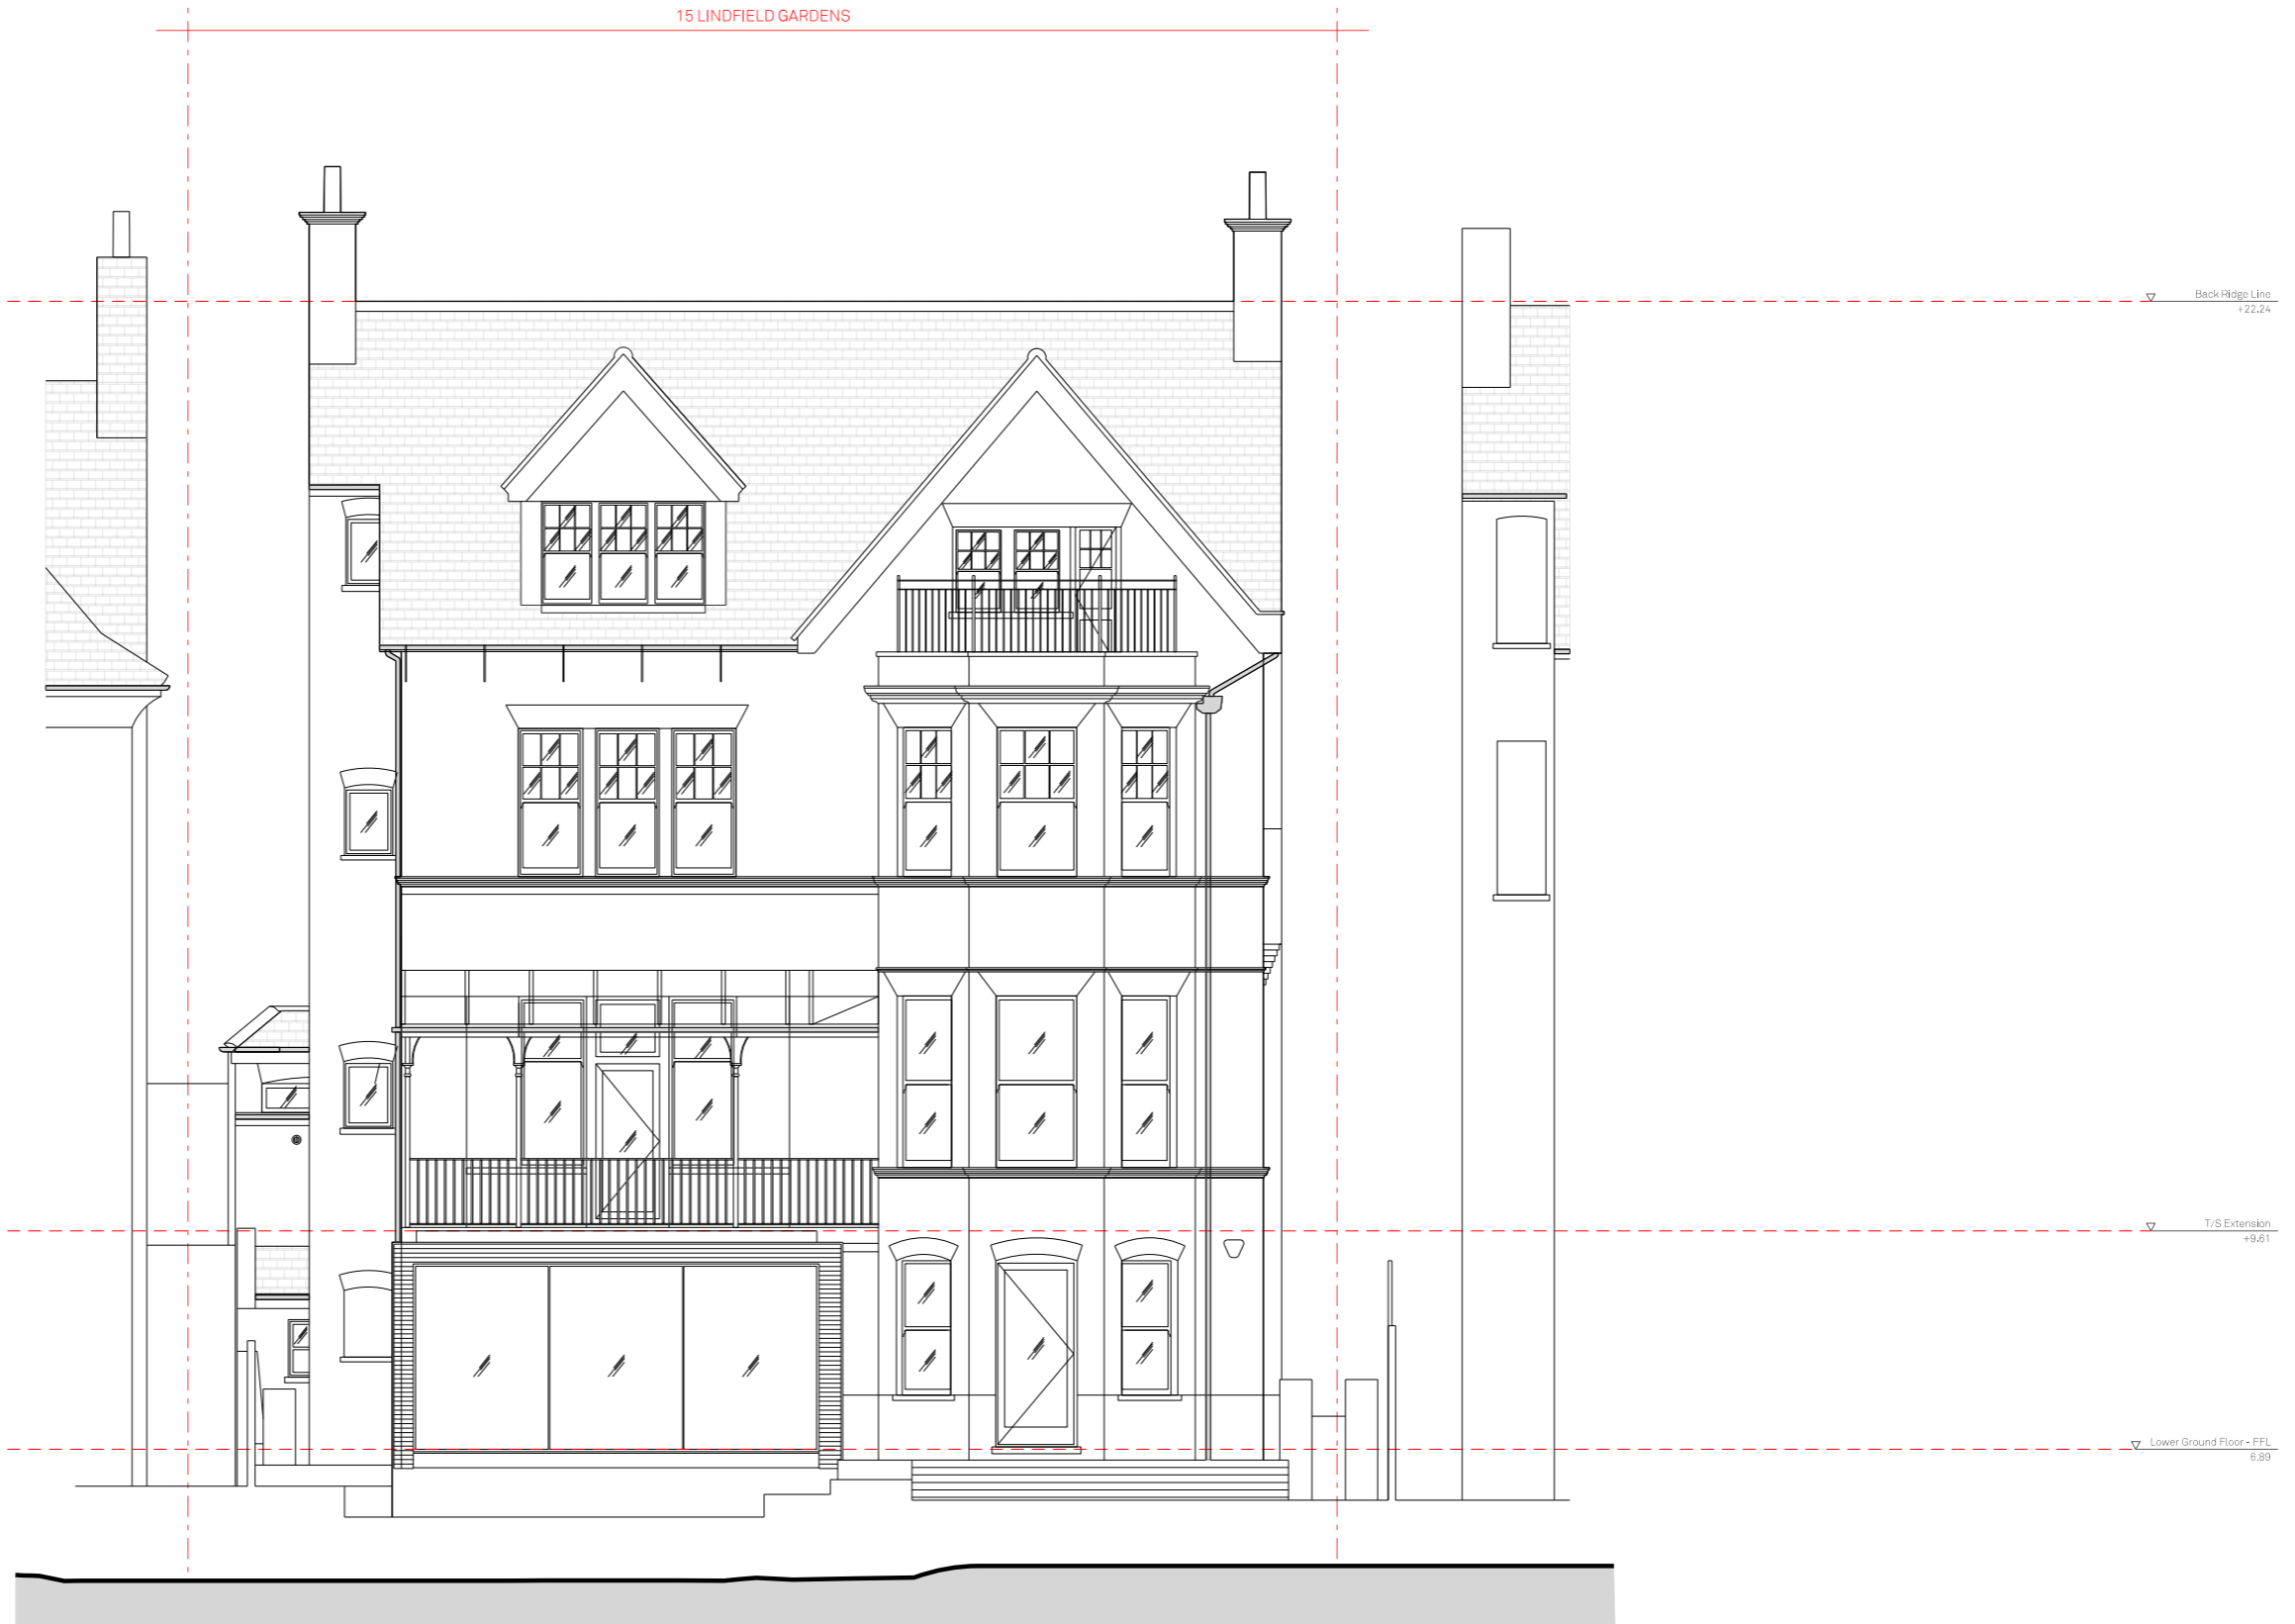 15 LINDFIELD GARDENS
Back Ridge Line
+22.24
T/S Extension
+9.61
Lower Ground Floor - FFL
6.89